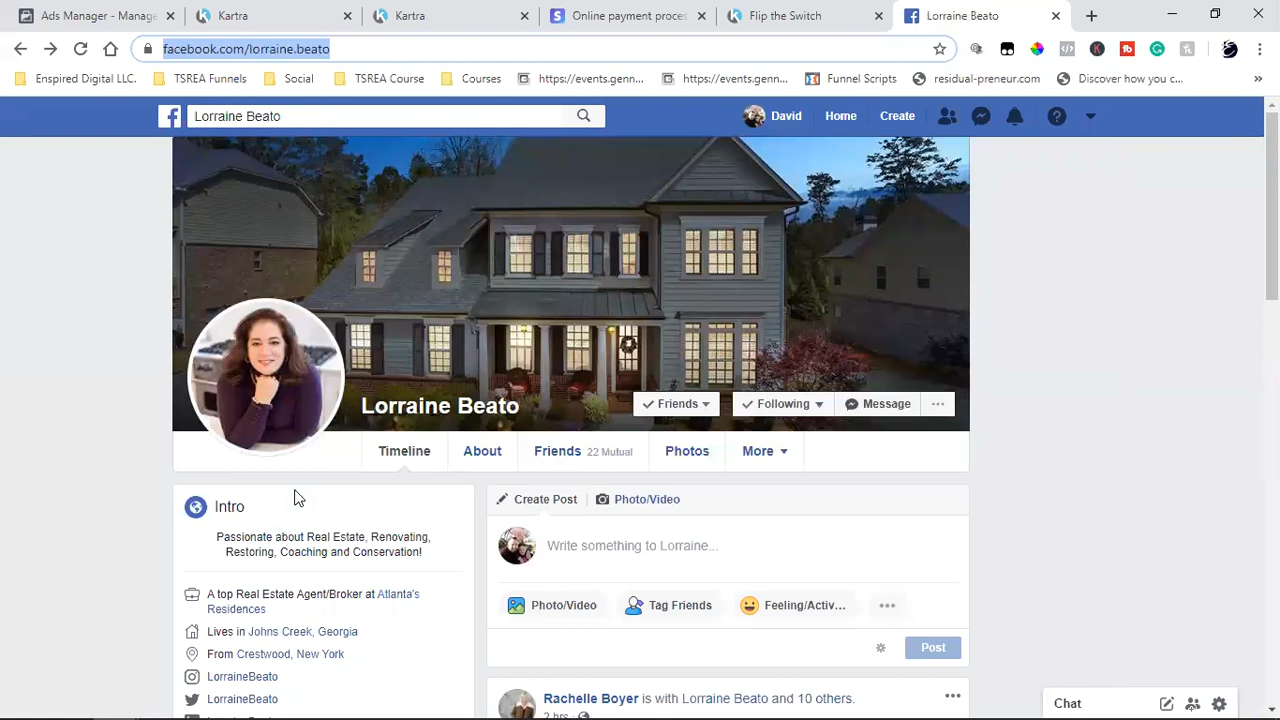 Ads Manager - Manage Kartra Kartra Online payment proces Flip the Switch Lorraine Beato
facebook.com/lorraine.beato
Enspired Digital LLC. TSREA Funnels Social TSREA Course Courses https://events.genn... https://events.genn... Funnel Scripts residual-preneur.com Discover how you c...
Lorraine Beato David Home Create
Lorraine Beato Friends Following Message
Timeline About Friends 22 Mutual Photos More
Intro
Passionate about Real Estate, Renovating,
Restoring, Coaching and Conservation!
A top Real Estate Agent/Broker at Atlanta's
Residences
Lives in Johns Creek, Georgia
From Crestwood, New York
LorraineBeato
LorraineBeato
Create Post Photo/Video
Write something to Lorraine...
Photo/Video Tag Friends Feeling/Activ...
Post
Rachelle Boyer is with Lorraine Beato and 10 others.
2 hrs
Chat